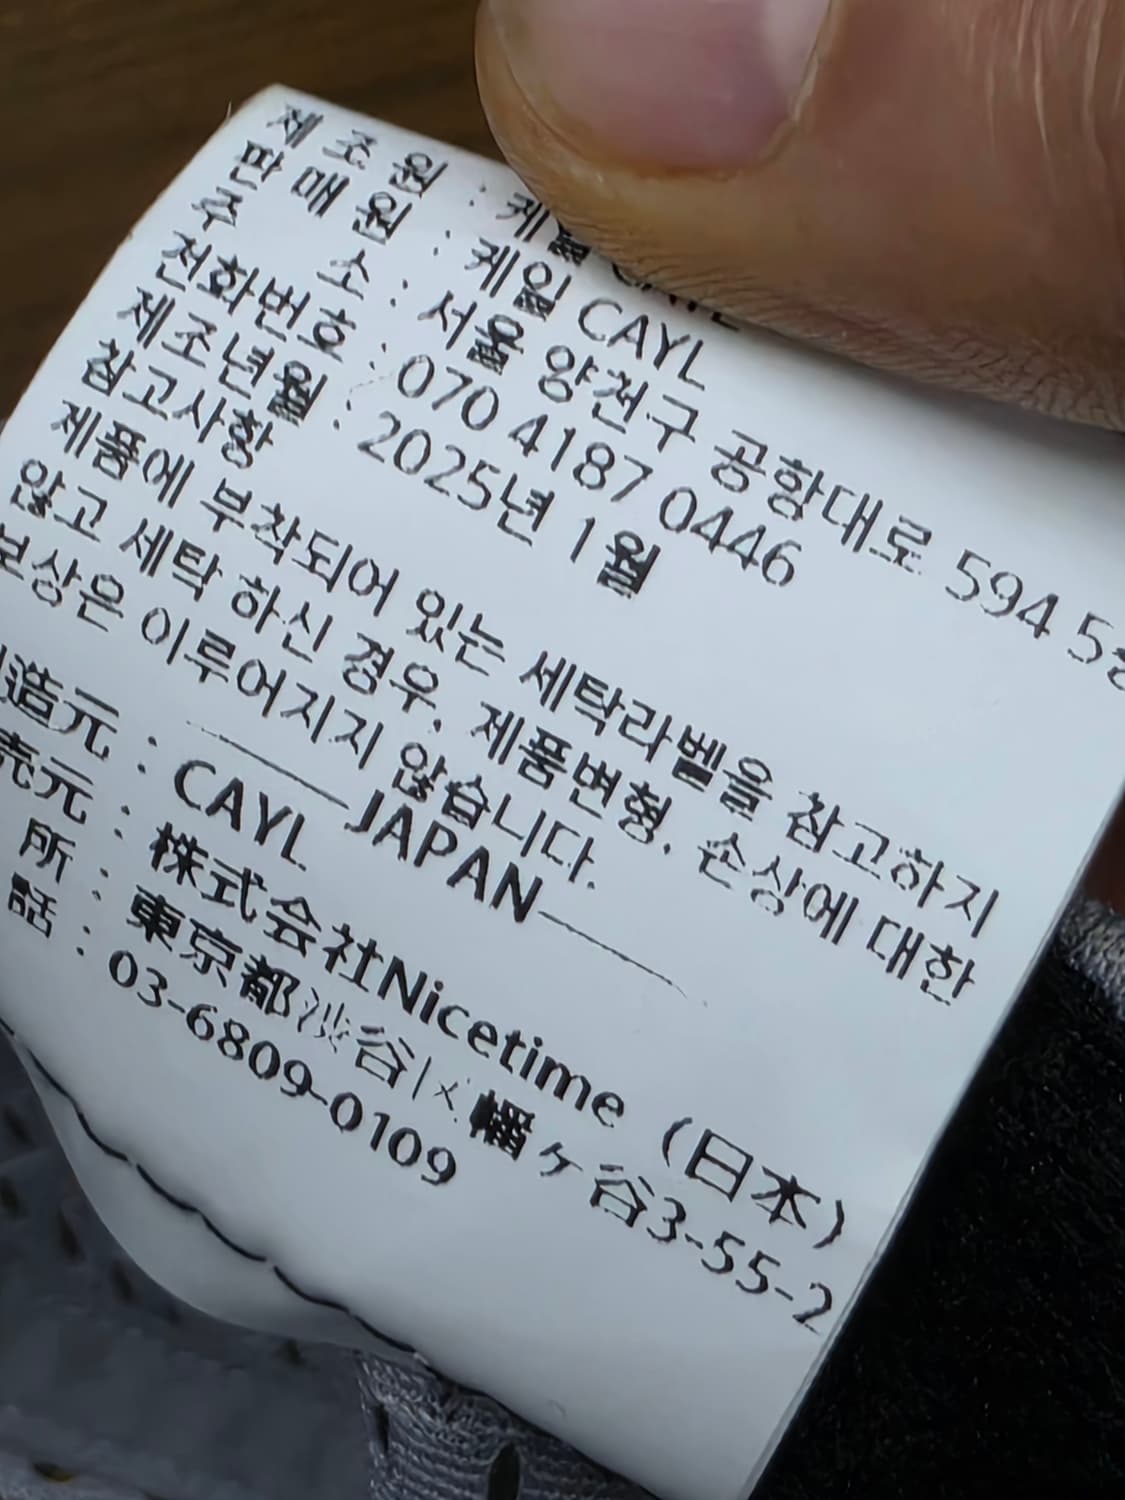 제 조 원 : 케일 CAYL
판 매 원 : 케일 CAYL
주 소 : 서울 양천구 공항대로 594 5층
전화번호 : 070 4187 0446
제조년월 : 2025년 1월
참고사항
제품에 부착되어 있는 세탁라벨을 참고하지
않고 세탁 하신 경우, 제품변형, 손상에 대한
보상은 이루어지지 않습니다.
JAPAN
造元 : CAYL
売元 : 株式会社Nicetime (日本)
所 : 東京都渋谷区幡ヶ谷3-55-2
話 : 03-6809-0109